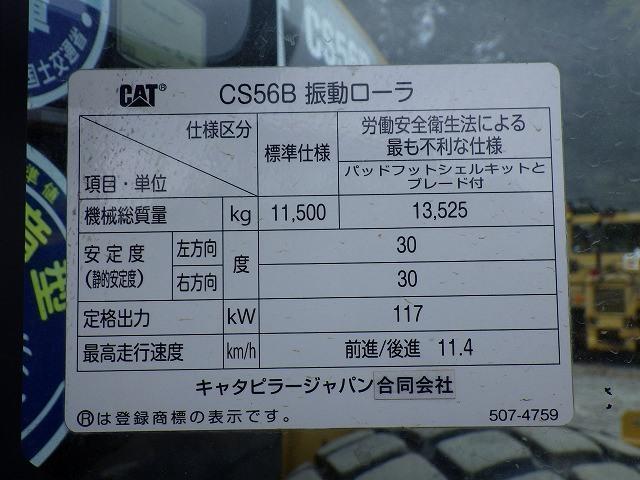 土交通省
CS56B
CAT® CS56B 振動ローラ
仕様区分
項目・単位
標準仕様
労働安全衛生法による
最も不利な仕様
パッドフットシェルキットと
ブレード付
機械総質量 kg 11,500 13,525
安定度 左方向 度 30
(静的安定度) 右方向 30
定格出力 kW 117
最高走行速度 km/h 前進/後進 11.4
キャタピラージャパン合同会社
®は登録商標の表示です。 507-4759